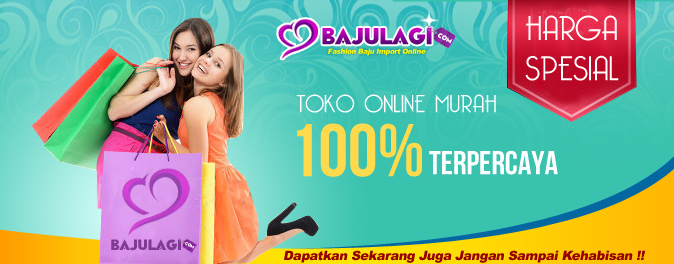 BAJULAGI.COM
Fashion Baju Import Online
HARGA
SPESIAL
TOKO ONLINE MURAH
100% TERPERCAYA
BAJULAGI.COM
Dapatkan Sekarang Juga Jangan Sampai Kehabisan !!